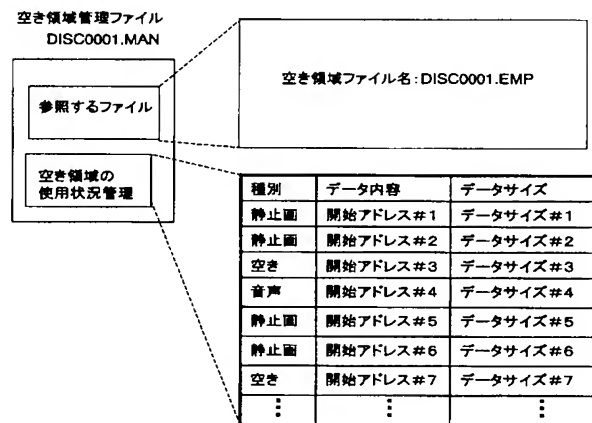 空き領域管理ファイル
DISC0001.MAN
参照するファイル
空き領域ファイル名:DISC0001.EMP
空き領域の
使用状況管理
種別 データ内容 データサイズ
静止画 開始アドレス#1 データサイズ#1
静止画 開始アドレス#2 データサイズ#2
空き 開始アドレス#3 データサイズ#3
音声 開始アドレス#4 データサイズ#4
静止画 開始アドレス#5 データサイズ#5
静止画 開始アドレス#6 データサイズ#6
空き 開始アドレス#7 データサイズ#7
⋮ ⋮ ⋮